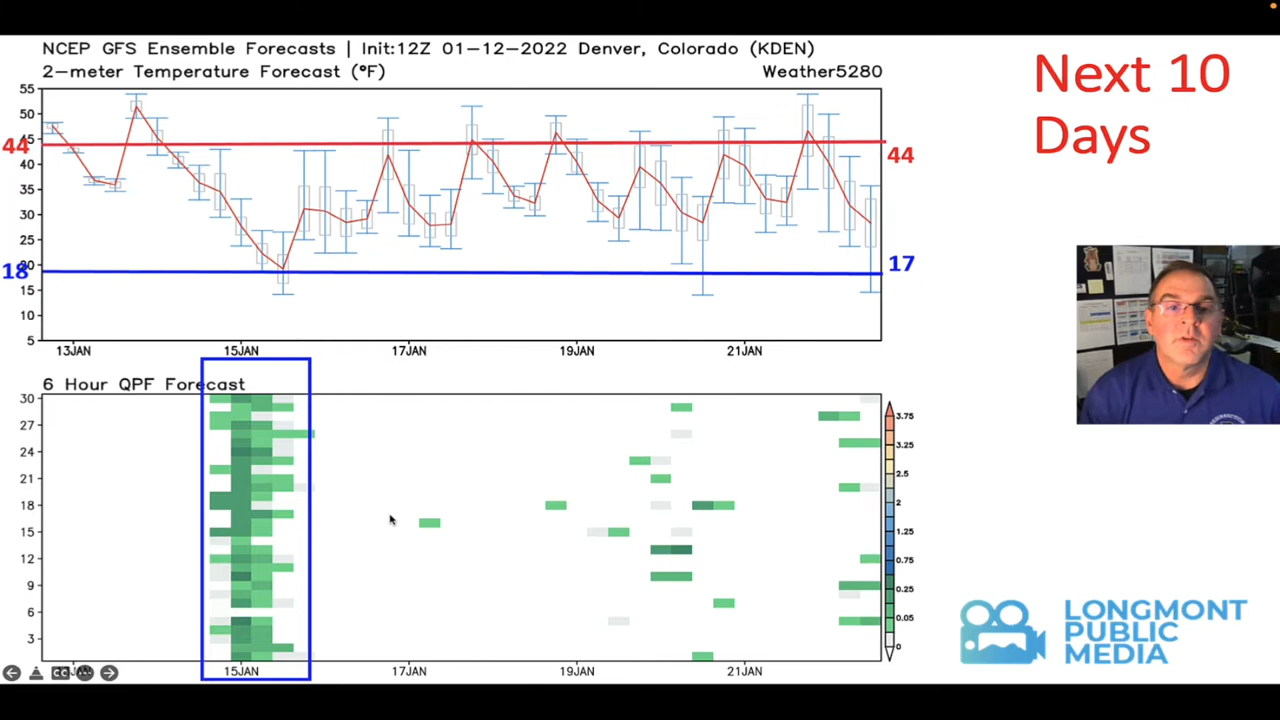 NCEP GFS Ensemble Forecasts | Init:12Z 01-12-2022 Denver, Colorado (KDEN)
2-meter Temperature Forecast (°F)
Weather5280
Next 10
Days
55
50
45
40
35
30
25
20
15
10
5
44
44
18
17
13JAN
15JAN
17JAN
19JAN
21JAN
6 Hour QPF Forecast
30
27
24
21
18
15
12
9
6
3
3.75
3.25
2.5
2
1.25
0.75
0.25
0.05
0
15JAN
17JAN
19JAN
21JAN
CC
LONGMONT
PUBLIC
MEDIA